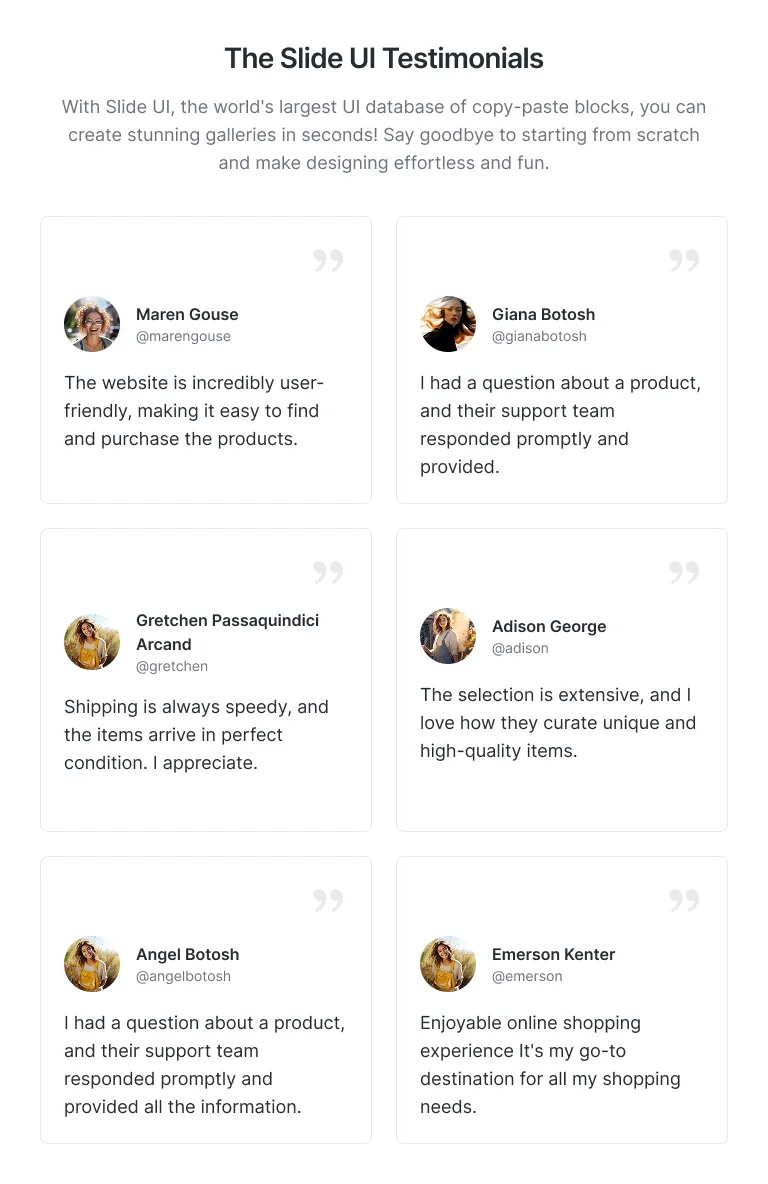 The Slide UI Testimonials
With Slide UI, the world's largest UI database of copy-paste blocks, you can
create stunning galleries in seconds! Say goodbye to starting from scratch
and make designing effortless and fun.
Maren Gouse
@marengouse
The website is incredibly user-
friendly, making it easy to find
and purchase the products.
Giana Botosh
@gianabotosh
I had a question about a product,
and their support team
responded promptly and
provided.
Gretchen Passaquindici
Arcand
@gretchen
Shipping is always speedy, and
the items arrive in perfect
condition. I appreciate.
Adison George
@adison
The selection is extensive, and I
love how they curate unique and
high-quality items.
Angel Botosh
@angelbotosh
I had a question about a product,
and their support team
responded promptly and
provided all the information.
Emerson Kenter
@emerson
Enjoyable online shopping
experience It's my go-to
destination for all my shopping
needs.